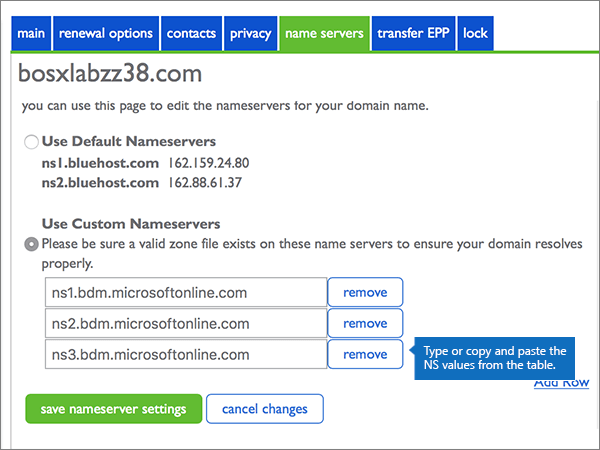 main
renewal options
contacts
privacy
name servers
transfer EPP
lock
bosxlabzz38.com
you can use this page to edit the nameservers for your domain name.
Use Default Nameservers
ns1.bluehost.com 162.159.24.80
ns2.bluehost.com 162.88.61.37
Use Custom Nameservers
Please be sure a valid zone file exists on these name servers to ensure your domain resolves
properly.
ns1.bdm.microsoftonline.com remove
ns2.bdm.microsoftonline.com remove
ns3.bdm.microsoftonline.com remove
Type or copy and paste the
NS values from the table.
Add Row
save nameserver settings
cancel changes